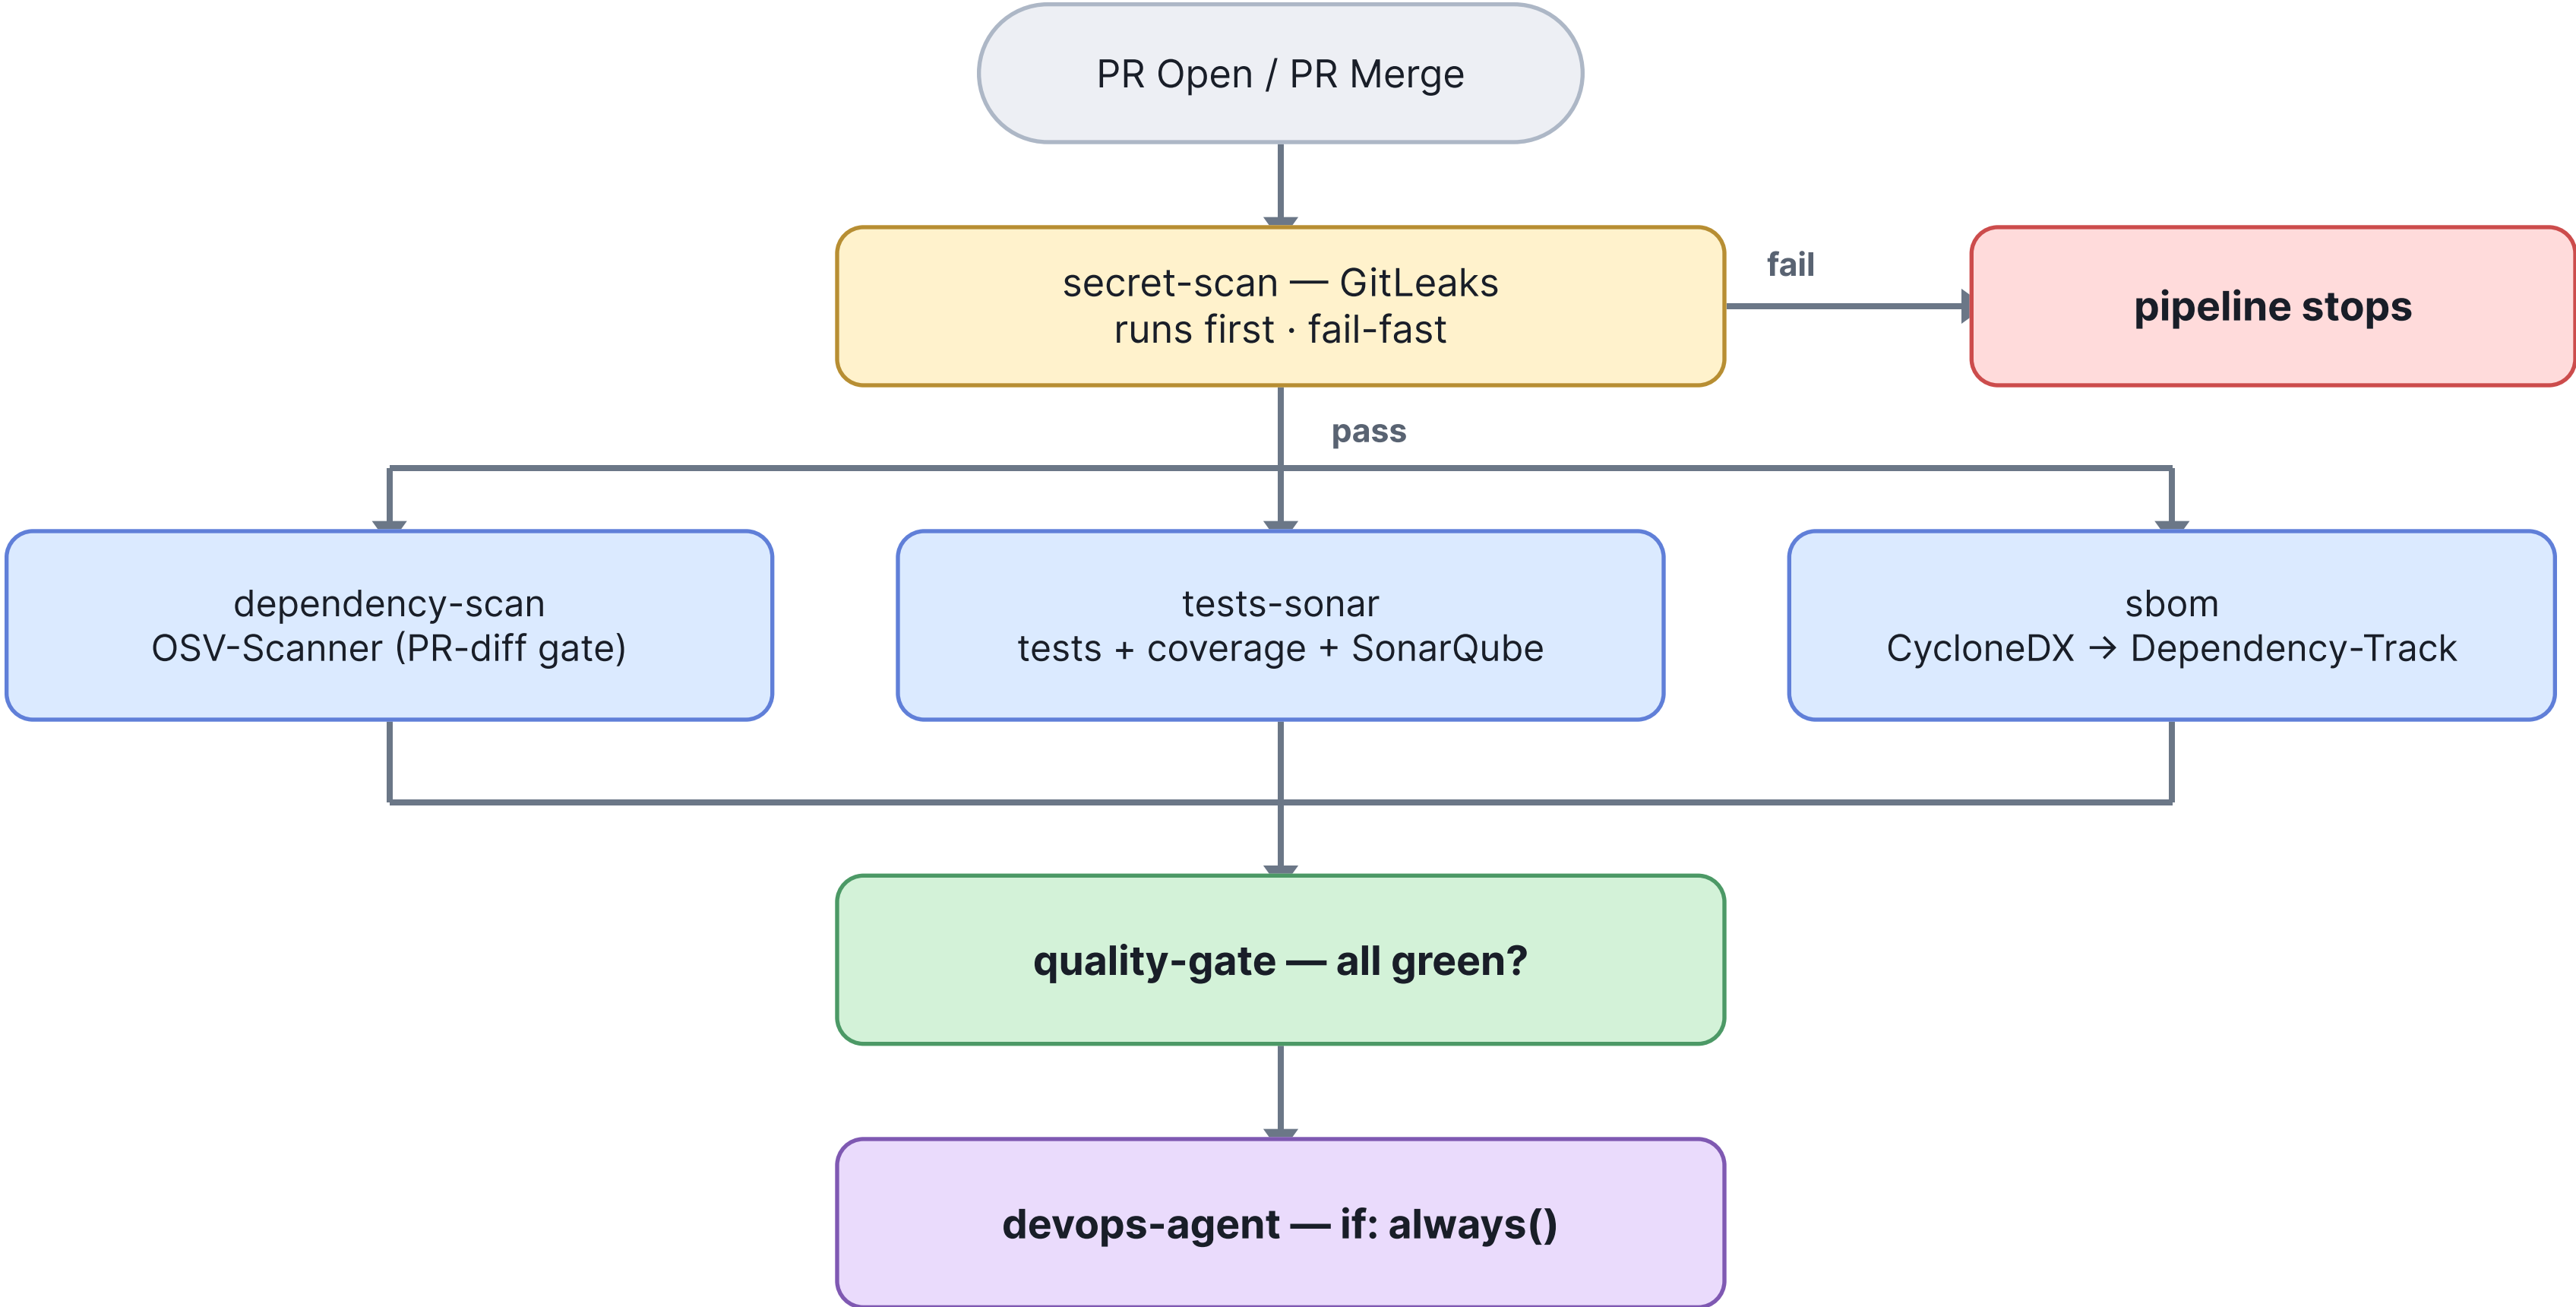 PR Open / PR Merge
secret-scan — GitLeaks
runs first · fail-fast
fail
pipeline stops
pass
dependency-scan
OSV-Scanner (PR-diff gate)
tests-sonar
tests + coverage + SonarQube
sbom
CycloneDX → Dependency-Track
quality-gate — all green?
devops-agent — if: always()